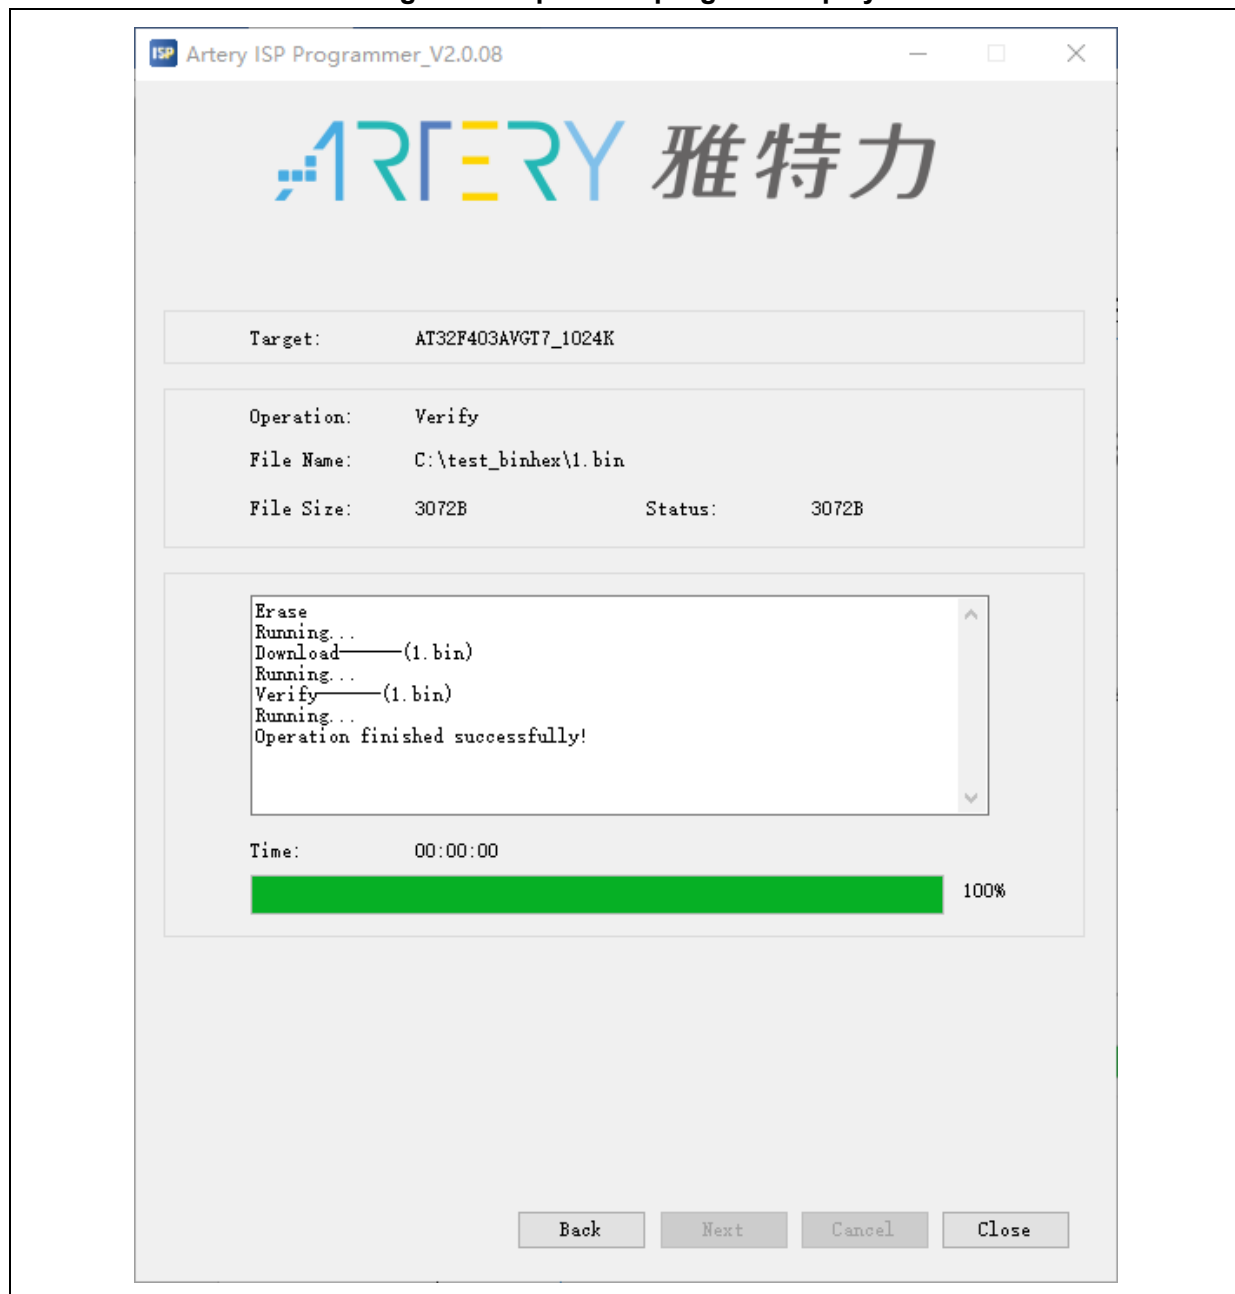 ISP Artery ISP Programmer_V2.0.08
ARTERY 雅特力
Target: AT32F403AVGT7_1024K
Operation: Verify
File Name: C:\test_binhex\1.bin
File Size: 3072B Status: 3072B
Erase
Running...
Download———(1.bin)
Running...
Verify———(1.bin)
Running...
Operation finished successfully!
Time: 00:00:00
100%
Back Next Cancel Close